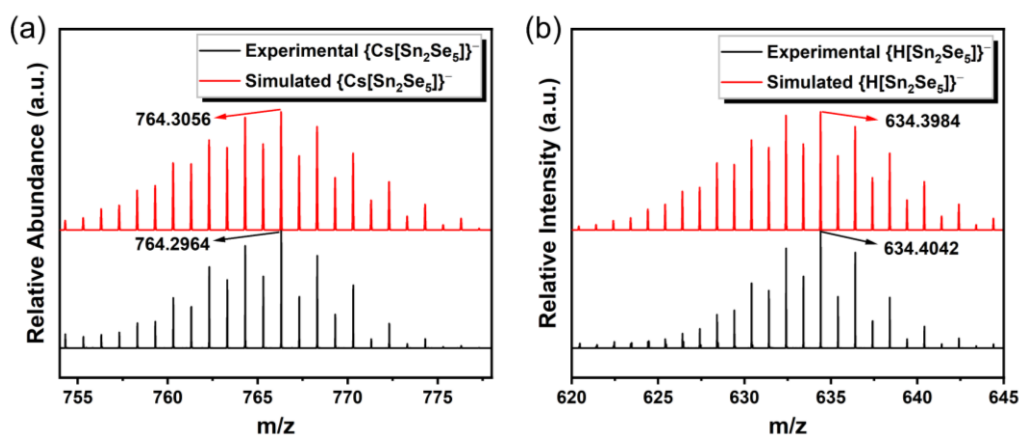 (a)
Experimental {Cs[Sn₂Se₅]}⁻
Simulated {Cs[Sn₂Se₅]}⁻
764.3056
764.2964
Relative Abundance (a.u.)
755 760 765 770 775
m/z
(b)
Experimental {H[Sn₂Se₅]}⁻
Simulated {H[Sn₂Se₅]}⁻
634.3984
634.4042
Relative Intensity (a.u.)
620 625 630 635 640 645
m/z